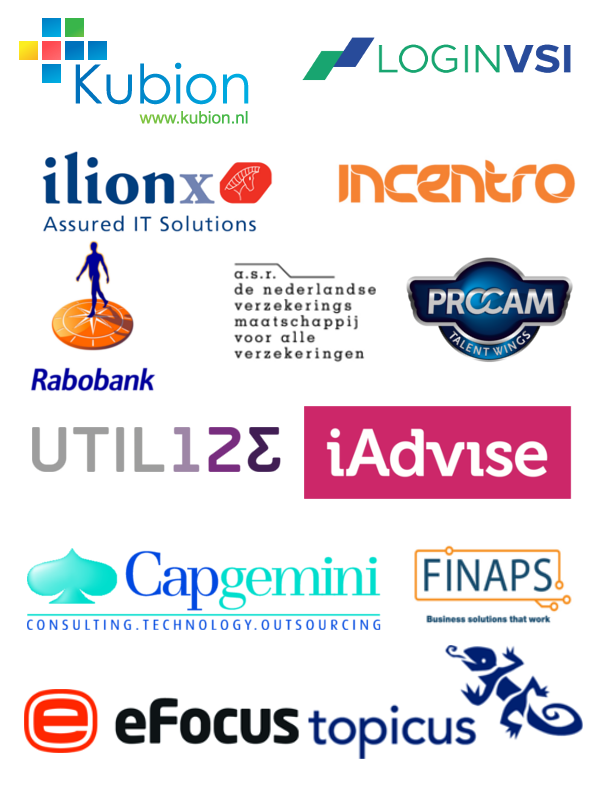 Kubion
www.kubion.nl
LOGINVSI
ilionx
Assured IT Solutions
incentro
Rabobank
a.s.r.
de nederlandse
verzekerings
maatschappij
voor alle
verzekeringen
PROCCAM
TALENT WINGS
UTIL123
iAdvise
Capgemini
CONSULTING.TECHNOLOGY.OUTSOURCING
FINAPS
Business solutions that work
e eFocus
topicus